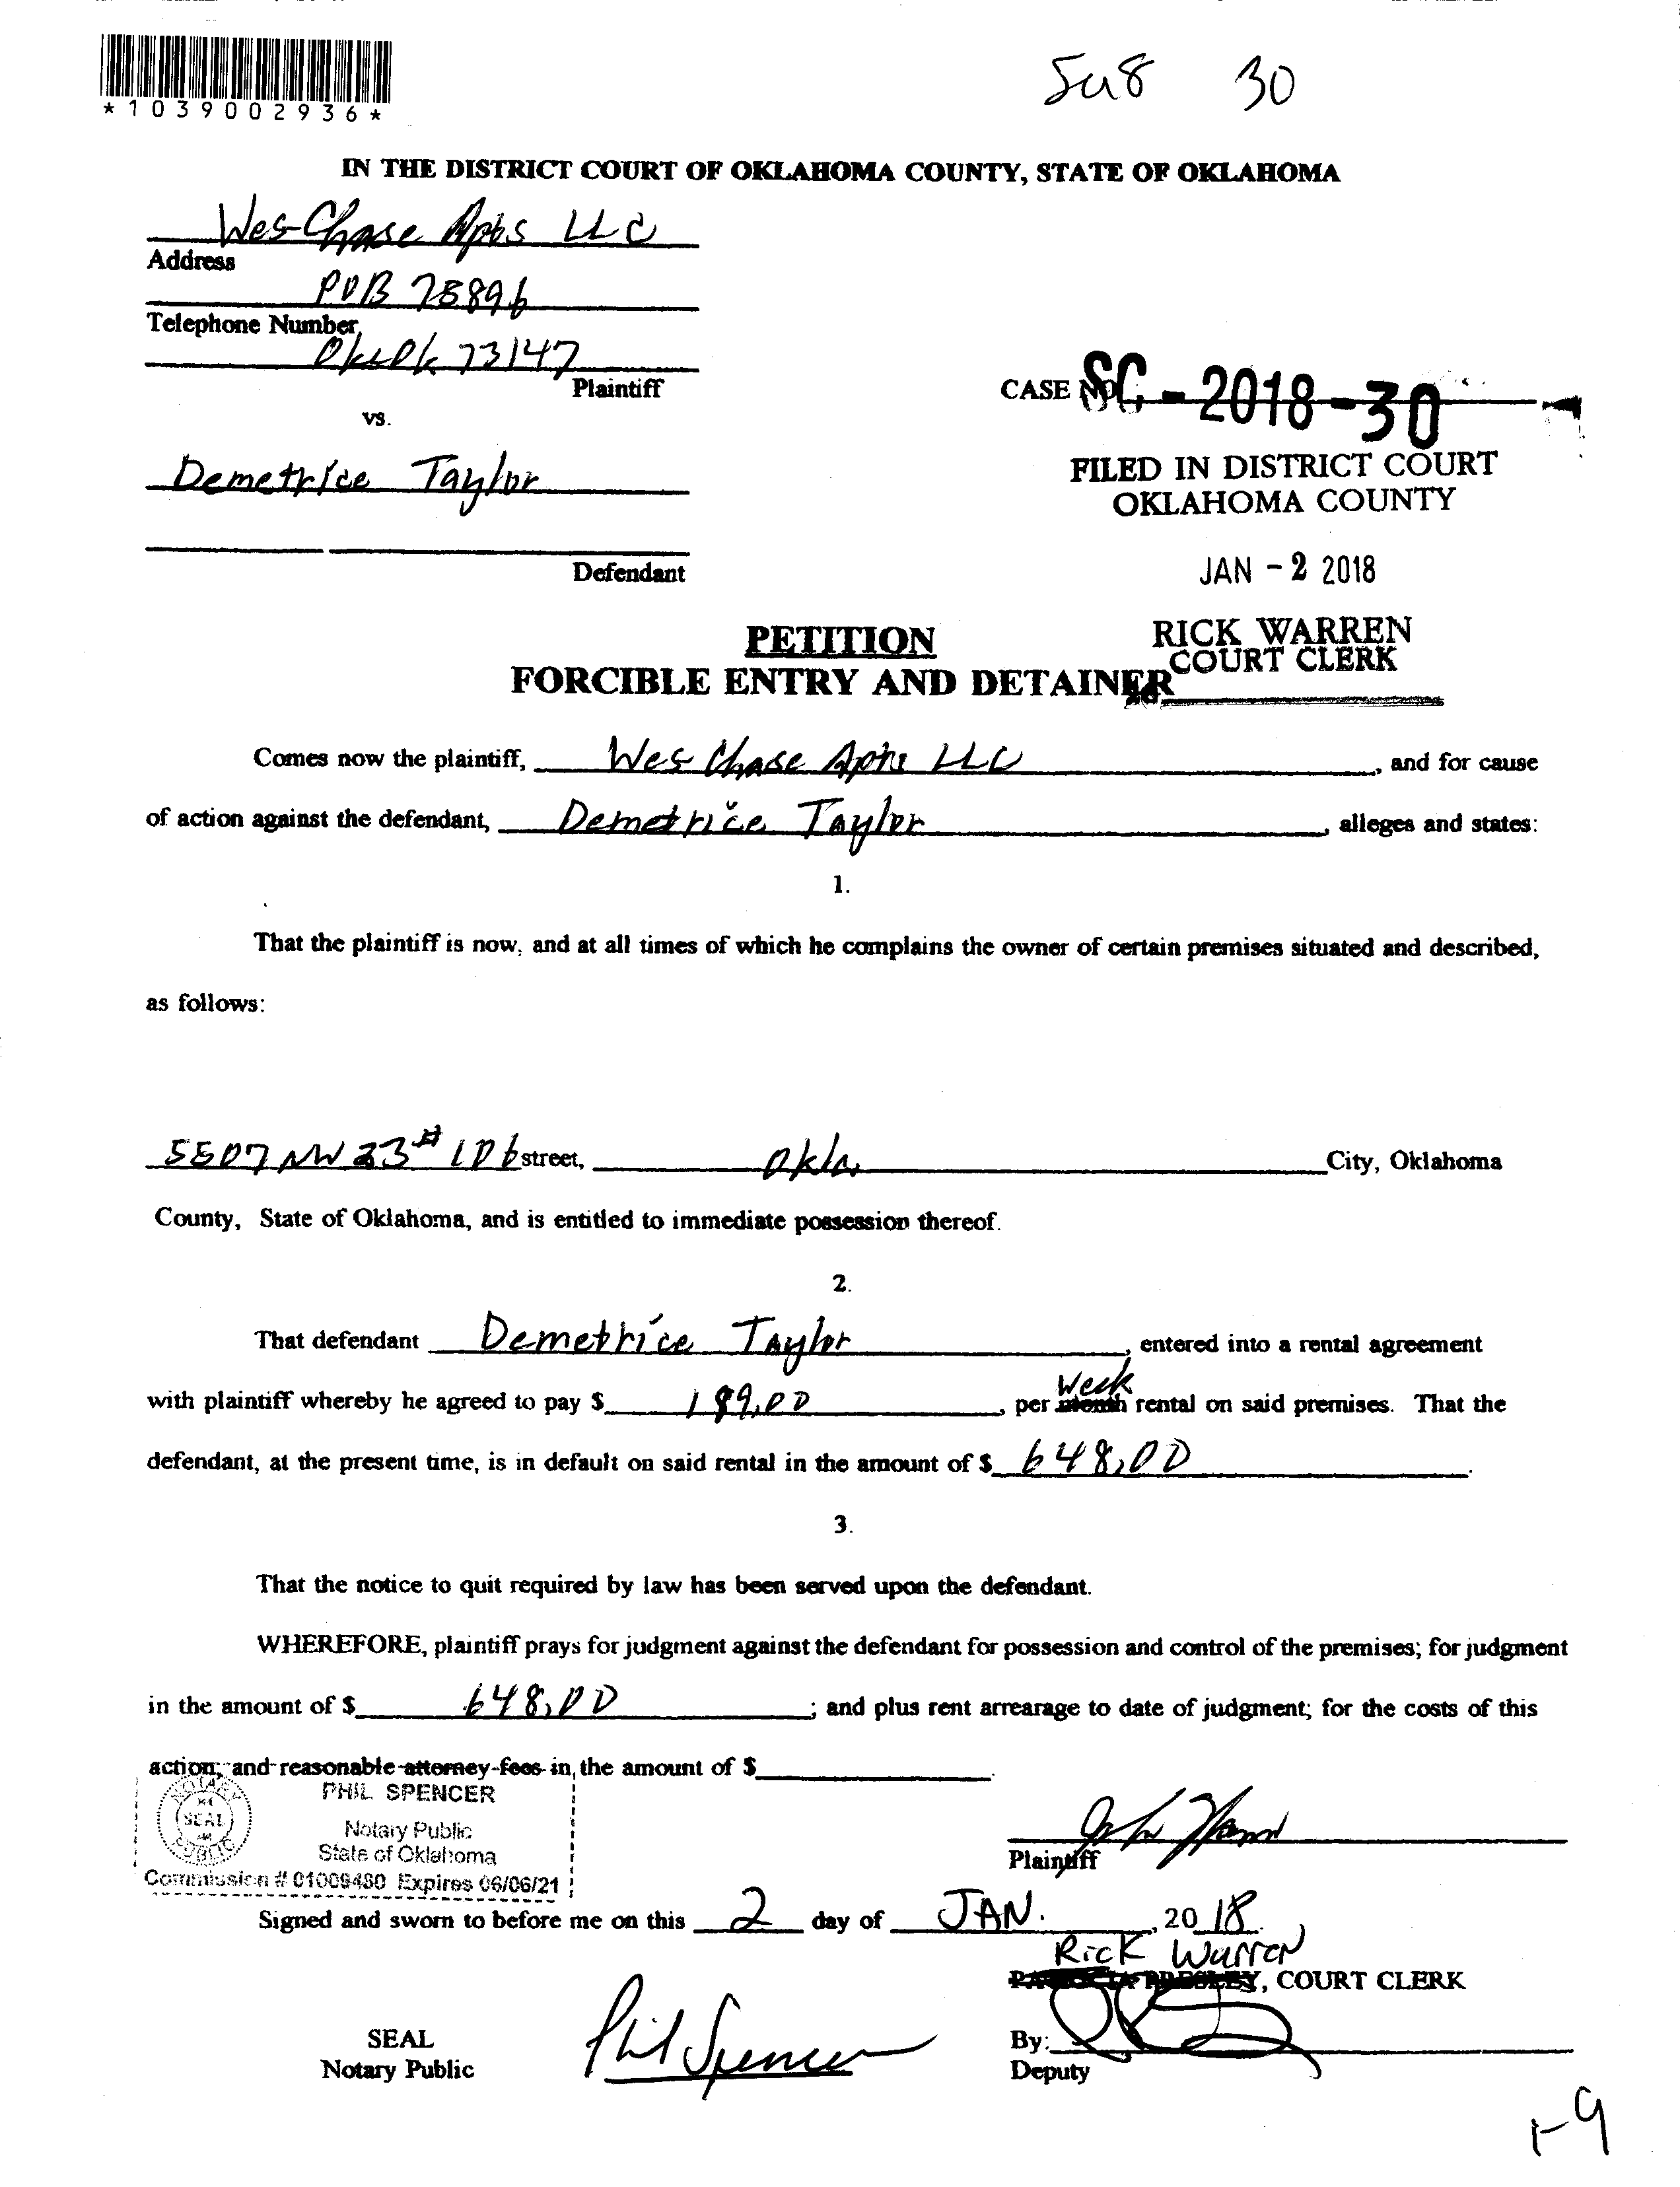 *1039002936*
30
IN THE DISTRICT COURT OF OKLAHOMA COUNTY, STATE OF OKLAHOMA
Wes Chase Apts LLC
Address
POB 75896
Telephone Number,
OKC OK 73147
Plaintiff
vs.
CASE NO. SC - 2018 - 30
Demetrice Taylor
FILED IN DISTRICT COURT
OKLAHOMA COUNTY
Defendant
JAN - 2 2018
PETITION
RICK WARREN
COURT CLERK
FORCIBLE ENTRY AND DETAINER
Comes now the plaintiff, Wes Chase Apts LLC, and for cause
of action against the defendant, Demetrice Taylor, alleges and states:
1.
That the plaintiff is now, and at all times of which he complains the owner of certain premises situated and described,
as follows:
5507 NW 23 # 106 street, Okla. City, Oklahoma
County, State of Oklahoma, and is entitled to immediate possession thereof.
2.
That defendant Demetrice Taylor, entered into a rental agreement
with plaintiff whereby he agreed to pay $ 189.00, per month Week rental on said premises. That the
defendant, at the present time, is in default on said rental in the amount of $ 648.00.
3.
That the notice to quit required by law has been served upon the defendant.
WHEREFORE, plaintiff prays for judgment against the defendant for possession and control of the premises; for judgment
in the amount of $ 648.00; and plus rent arrearage to date of judgment; for the costs of this
action; and reasonable attorney fees in the amount of $
PHIL SPENCER
NOTARY PUBLIC
SEAL
Notary Public
State of Oklahoma
Commission # 01009480 Expires 06/06/21
Plaintiff
Signed and sworn to before me on this 2 day of JAN., 20 18.
Rick Warren
PATRICIA PRESLEY, COURT CLERK
SEAL
Notary Public
Phil Spencer
By:
Deputy
1-9